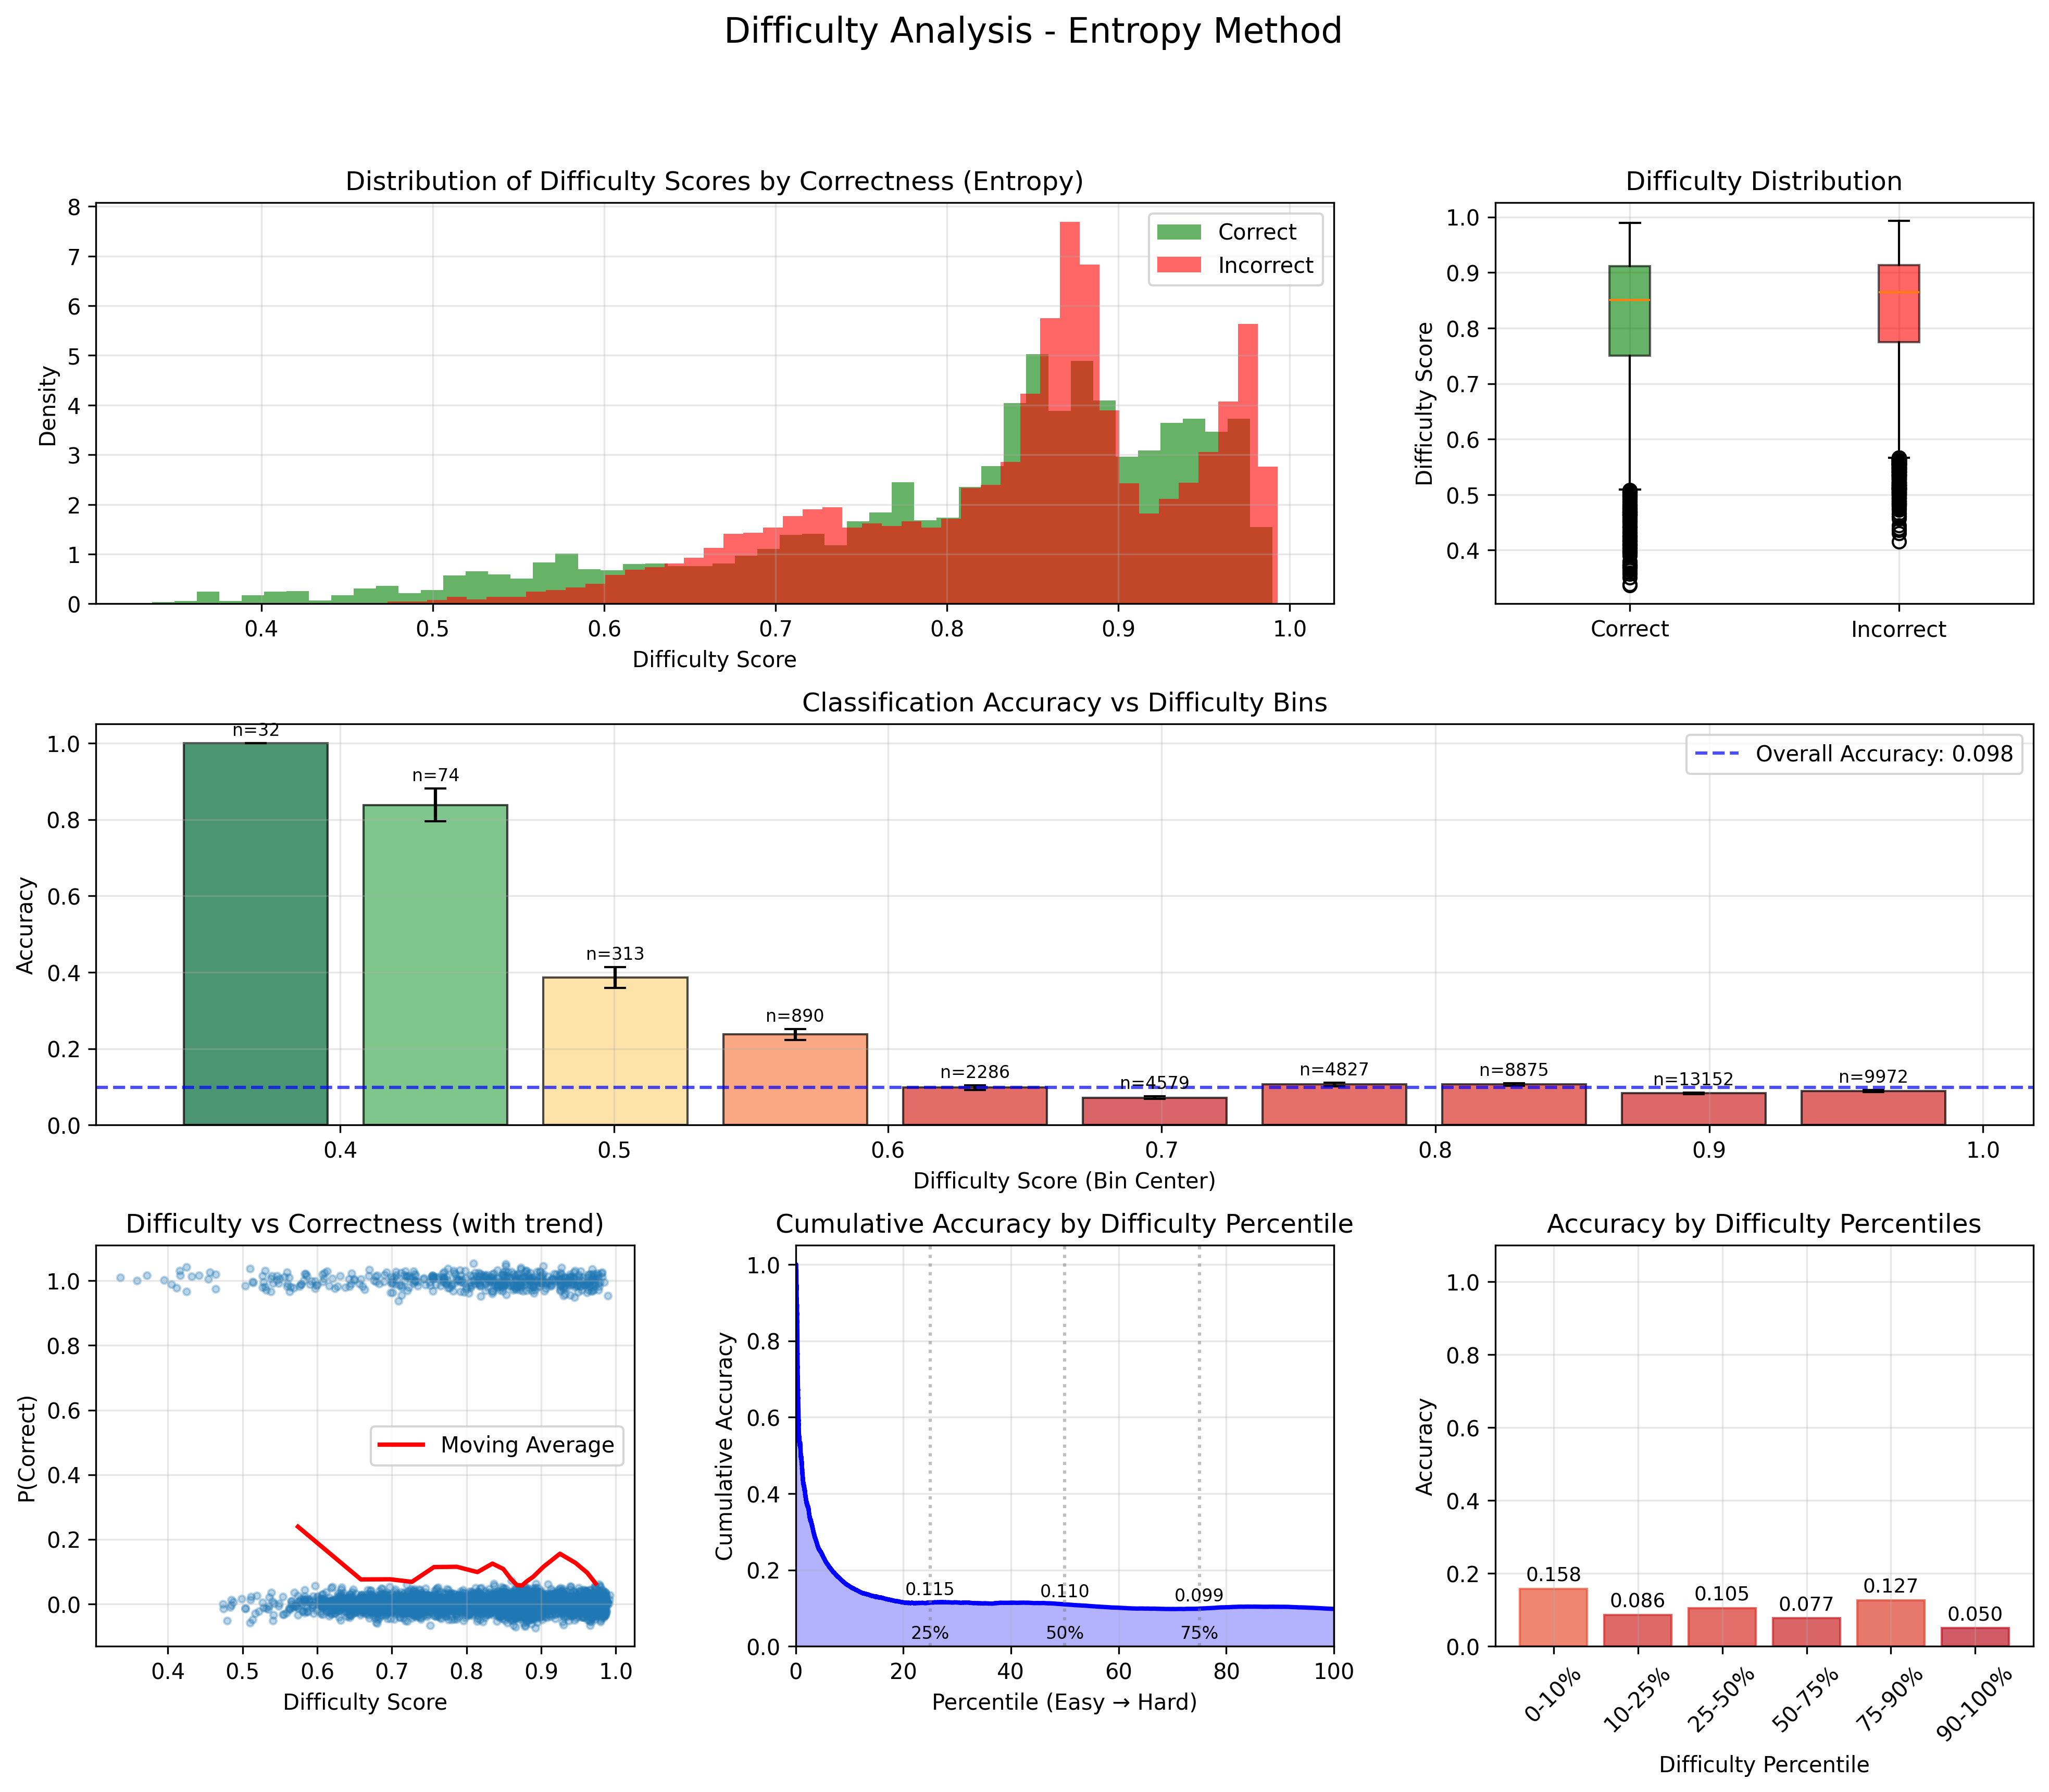 Difficulty Analysis - Entropy Method
Distribution of Difficulty Scores by Correctness (Entropy)
8
7
6
5
4
3
2
1
0
Density
Correct
Incorrect
0.4 0.5 0.6 0.7 0.8 0.9 1.0
Difficulty Score
Difficulty Distribution
1.0
0.9
0.8
0.7
0.6
0.5
0.4
Difficulty Score
Correct Incorrect
Classification Accuracy vs Difficulty Bins
1.0
0.8
0.6
0.4
0.2
0.0
Accuracy
Overall Accuracy: 0.098
n=32
n=74
n=313
n=890
n=2286
n=4579
n=4827
n=8875
n=13152
n=9972
0.4 0.5 0.6 0.7 0.8 0.9 1.0
Difficulty Score (Bin Center)
Difficulty vs Correctness (with trend)
1.0
0.8
0.6
0.4
0.2
0.0
P(Correct)
Moving Average
0.4 0.5 0.6 0.7 0.8 0.9 1.0
Difficulty Score
Cumulative Accuracy by Difficulty Percentile
1.0
0.8
0.6
0.4
0.2
0.0
Cumulative Accuracy
0.115 0.110 0.099
25% 50% 75%
0 20 40 60 80 100
Percentile (Easy → Hard)
Accuracy by Difficulty Percentiles
1.0
0.8
0.6
0.4
0.2
0.0
Accuracy
0.158
0.086
0.105
0.077
0.127
0.050
0-10%
10-25%
25-50%
50-75%
75-90%
90-100%
Difficulty Percentile